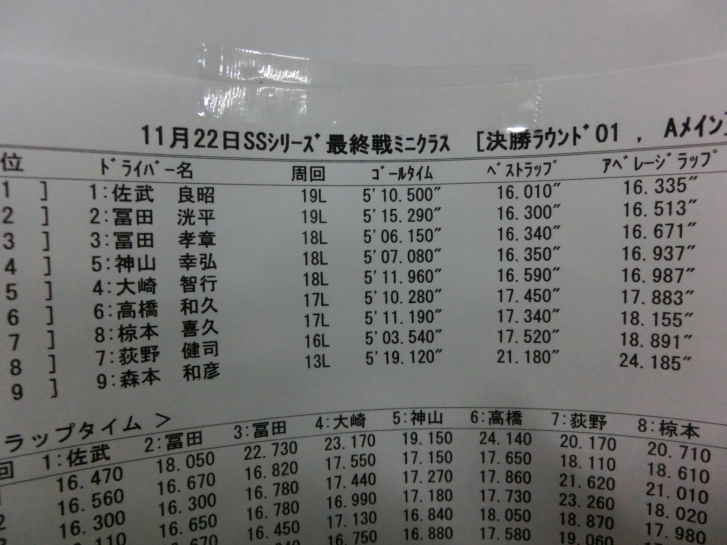 11月22日SSシリーズ最終戦ミニクラス [決勝ラウンド01 , Aメイン]
位 ドライバー名 周回 ゴールタイム ベストラップ アベレージラップ
1 ] 1:佐武 良昭 19L 5'10.500" 16.010" 16.335"
2 ] 2:冨田 洸平 19L 5'15.290" 16.300" 16.513"
3 ] 3:冨田 孝章 18L 5'06.150" 16.340" 16.671"
4 ] 5:神山 幸弘 18L 5'07.080" 16.350" 16.937"
5 ] 4:大崎 智行 18L 5'11.960" 16.590" 16.987"
6 ] 6:高橋 和久 17L 5'10.280" 17.450" 17.883"
7 ] 8:椋本 喜久 17L 5'11.190" 17.340" 18.155"
8 ] 7:荻野 健司 16L 5'03.540" 17.520" 18.891"
9 ] 9:森本 和彦 13L 5'19.120" 21.180" 24.185"
ラップタイム >
回 1:佐武 2:冨田 3:冨田 4:大崎 5:神山 6:高橋 7:荻野 8:椋本
1 16.470 18.050 22.730 23.170 19.150 24.140 20.170 20.710
2 16.560 16.670 16.820 17.550 17.150 17.650 18.110 18.610
3 16.300 16.300 16.780 17.440 17.270 17.860 21.620 21.010
16.650 16.780 16.990 17.180 17.730 23.260 18.020
16.780 16.450 17.130 16.840 18.050 18.870 17.980
16.750 16.880 17.580 19.060